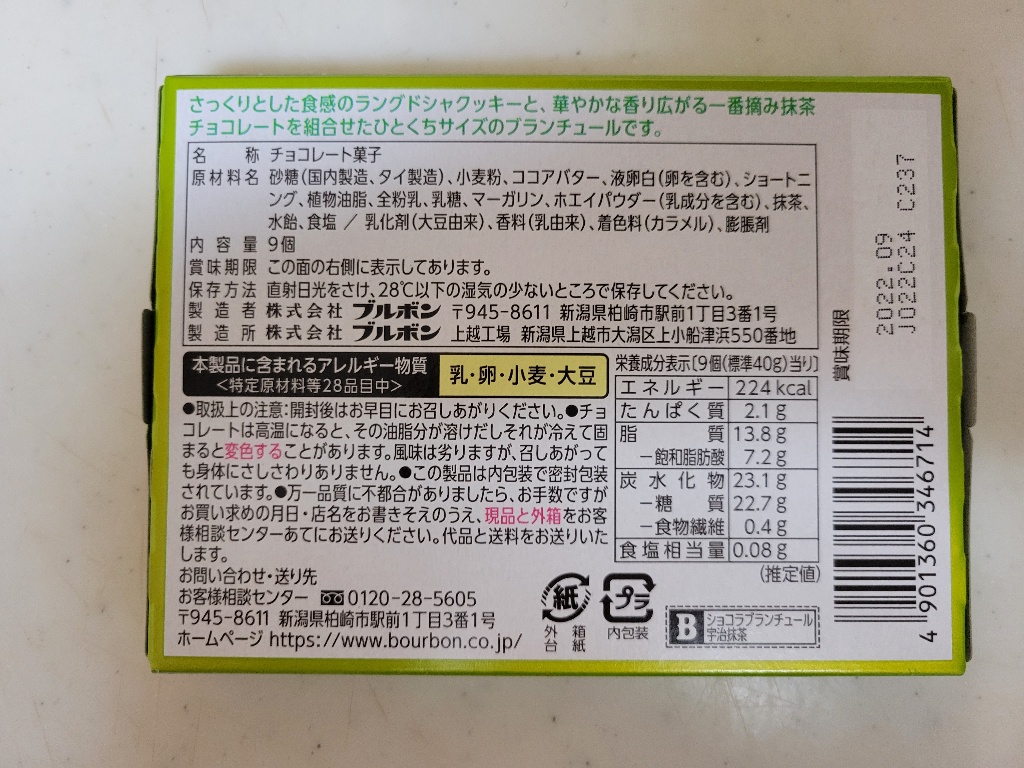 さっくりとした食感のラングドシャクッキーと、華やかな香り広がる一番摘み抹茶
チョコレートを組合せたひとくちサイズのブランチュールです。
名称 チョコレート菓子
原材料名 砂糖(国内製造、タイ製造)、小麦粉、ココアバター、液卵白(卵を含む)、ショートニ
ング、植物油脂、全粉乳、乳糖、マーガリン、ホエイパウダー(乳成分を含む)、抹茶、
水飴、食塩 / 乳化剤(大豆由来)、香料(乳由来)、着色料(カラメル)、膨脹剤
内容量 9個
賞味期限 この面の右側に表示してあります。
保存方法 直射日光をさけ、28℃以下の湿気の少ないところで保存してください。
製造者 株式会社 ブルボン 〒945-8611 新潟県柏崎市駅前1丁目3番1号
製造所 株式会社 ブルボン 上越工場 新潟県上越市大潟区上小船津浜550番地
本製品に含まれるアレルギー物質
<特定原材料等28品目中>
乳・卵・小麦・大豆
●取扱上の注意:開封後はお早目にお召しあがりください。●チョ
コレートは高温になると、その油脂分が溶けだしそれが冷えて固
まると変色することがあります。風味は劣りますが、召しあがって
も身体にさしさわりありません。●この製品は内包装で密封包装
されています。●万一品質に不都合がありましたら、お手数ですが
お買い求めの月日・店名をお書きそえのうえ、現品と外箱をお客
様相談センターあてにお送りください。代品と送料をお送りいた
します。
お問い合わせ・送り先
お客様相談センター 0120-28-5605
〒945-8611 新潟県柏崎市駅前1丁目3番1号
ホームページ https://www.bourbon.co.jp/
栄養成分表示〔9個(標準40g)当り〕
エネルギー 224kcal
たんぱく質 2.1g
脂質 13.8g
-飽和脂肪酸 7.2g
炭水化物 23.1g
-糖質 22.7g
-食物繊維 0.4g
食塩相当量 0.08g
(推定値)
紙
外箱
台紙
プラ
内包装
B ショコラブランチュール
宇治抹茶
賞味期限
2022.09
J022C24 C237
4 901360 346714